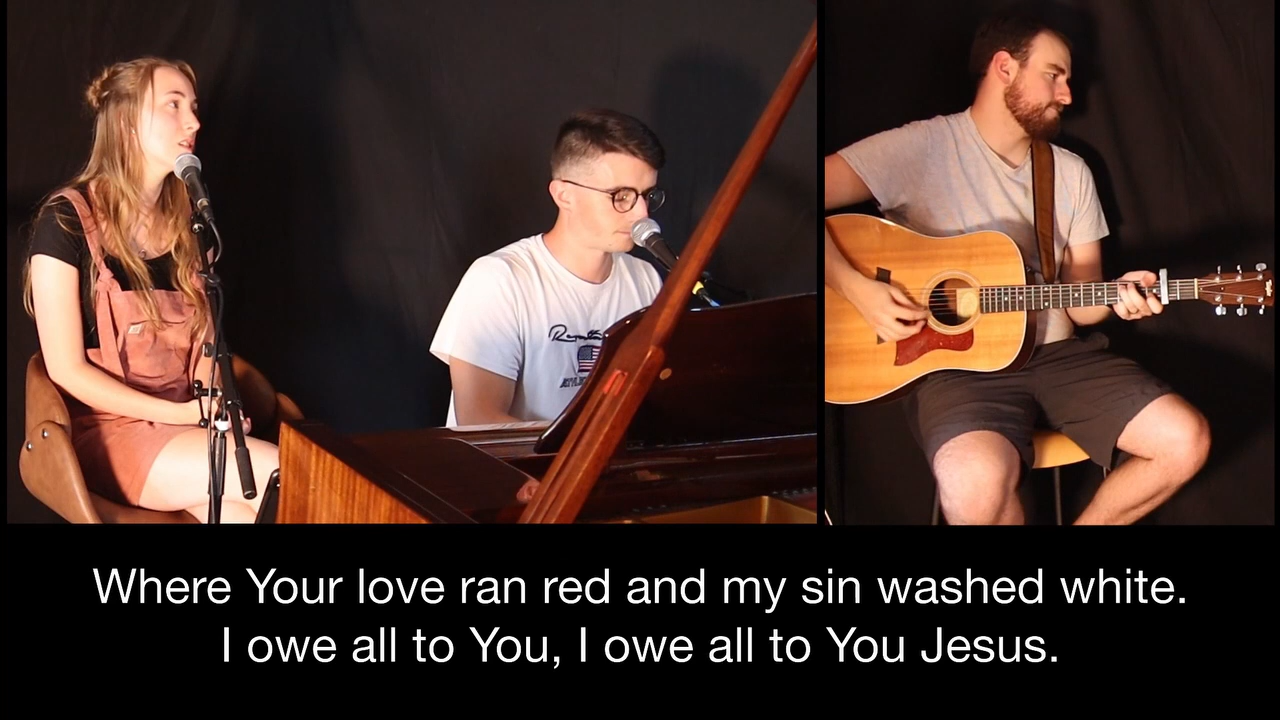 Where Your love ran red and my sin washed white.
I owe all to You, I owe all to You Jesus.